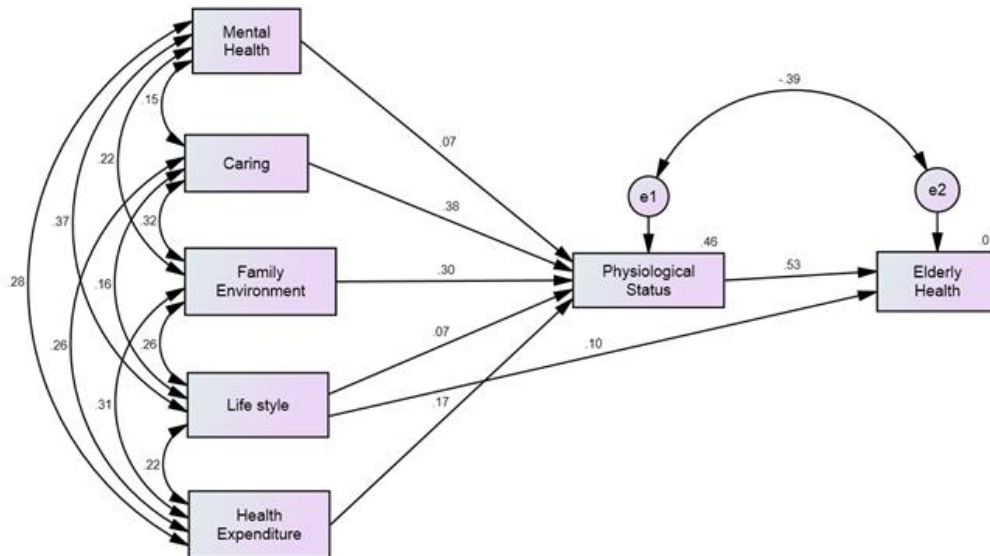 Mental
Health
.15
.07
-.39
Caring
.22
.38
e1
e2
.37
.32
.46
.0
Family
Environment
.30
Physiological
Status
.53
Elderly
Health
.28
.16
.26
.26
.07
.10
.31
Life style
.17
.22
Health
Expenditure